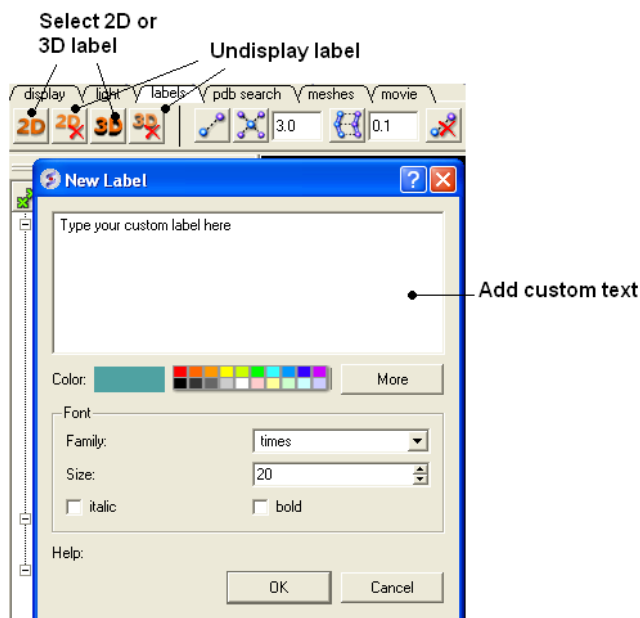 Select 2D or
3D label
Undisplay label
display light labels pdb search meshes movie
2D 2D 3D 3D 3.0 0.1
New Label
Type your custom label here
Add custom text
Color: More
Font
Family: times
Size: 20
italic bold
Help:
OK Cancel